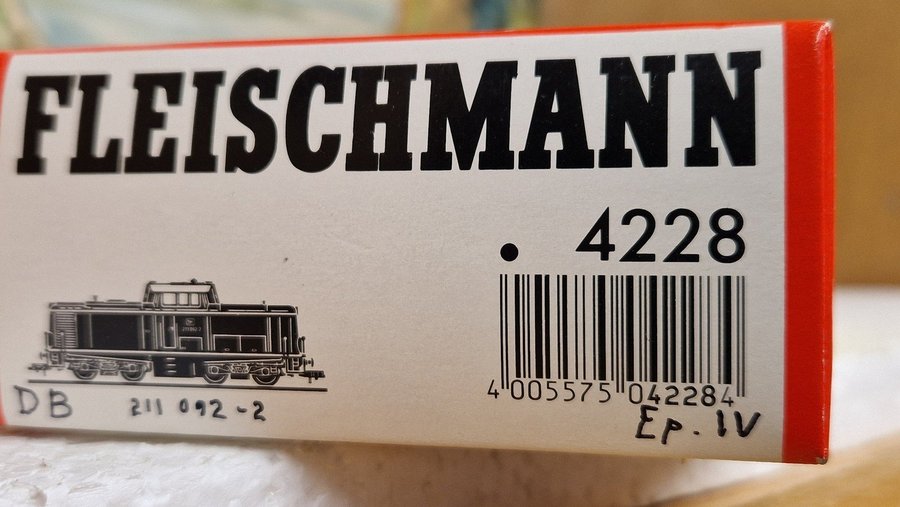 FLEISCHMANN
• 4228
4 005575 042284
DB 211 092-2
Ep. IV